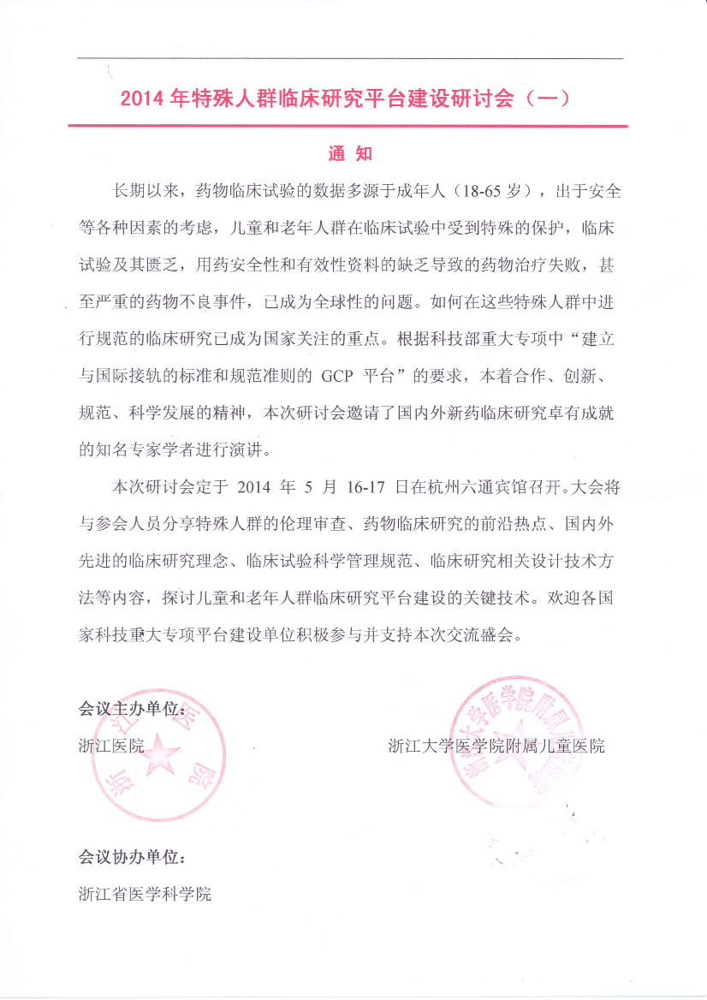 2014年特殊人群临床研究平台建设研讨会（一）
通 知
长期以来，药物临床试验的数据多源于成年人（18-65 岁），出于安全
等各种因素的考虑，儿童和老年人群在临床试验中受到特殊的保护，临床
试验及其匮乏，用药安全性和有效性资料的缺乏导致的药物治疗失败，甚
至严重的药物不良事件，已成为全球性的问题。如何在这些特殊人群中进
行规范的临床研究已成为国家关注的重点。根据科技部重大专项中“建立
与国际接轨的标准和规范准则的 GCP 平台”的要求，本着合作、创新、
规范、科学发展的精神，本次研讨会邀请了国内外新药临床研究卓有成就
的知名专家学者进行演讲。
本次研讨会定于 2014 年 5 月 16-17 日在杭州六通宾馆召开。大会将
与参会人员分享特殊人群的伦理审查、药物临床研究的前沿热点、国内外
先进的临床研究理念、临床试验科学管理规范、临床研究相关设计技术方
法等内容，探讨儿童和老年人群临床研究平台建设的关键技术。欢迎各国
家科技重大专项平台建设单位积极参与并支持本次交流盛会。
会议主办单位：
浙江医院 浙江大学医学院附属儿童医院
浙江医院
浙江大学医学院附属儿童医院
会议协办单位：
浙江省医学科学院